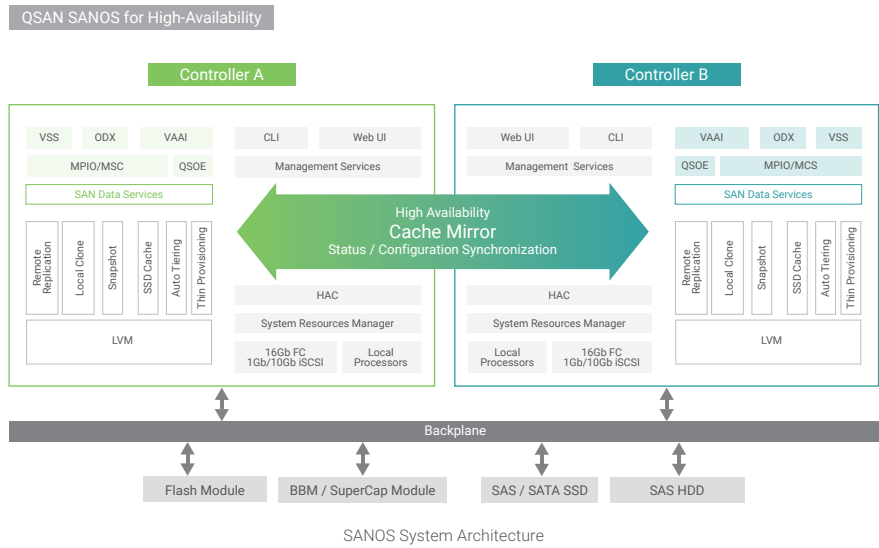 QSAN SANOS for High-Availability
Controller A
Controller B
VSS
ODX
VAAI
MPIO/MSC
QSOE
SAN Data Services
Remote
Replication
Local Clone
Snapshot
SSD Cache
Auto Tiering
Thin Provisioning
LVM
CLI
Web UI
Management Services
High Availability
Cache Mirror
Status / Configuration Synchronization
HAC
System Resources Manager
16Gb FC
1Gb/10Gb iSCSI
Local
Processors
Web UI
CLI
Management Services
HAC
System Resources Manager
Local
Processors
16Gb FC
1Gb/10Gb iSCSI
VAAI
ODX
VSS
QSOE
MPIO/MCS
SAN Data Services
Remote
Replication
Local Clone
Snapshot
SSD Cache
Auto Tiering
Thin Provisioning
LVM
Backplane
Flash Module
BBM / SuperCap Module
SAS / SATA SSD
SAS HDD
SANOS System Architecture